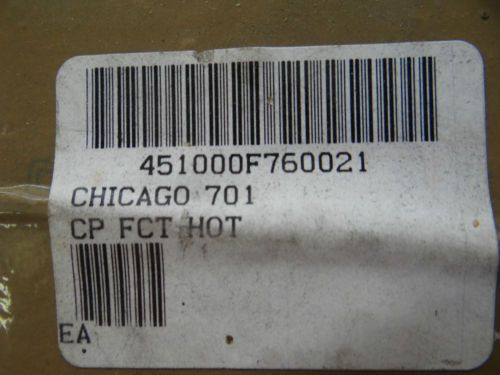 451000F760021
CHICAGO 701
CP FCT HOT
EA